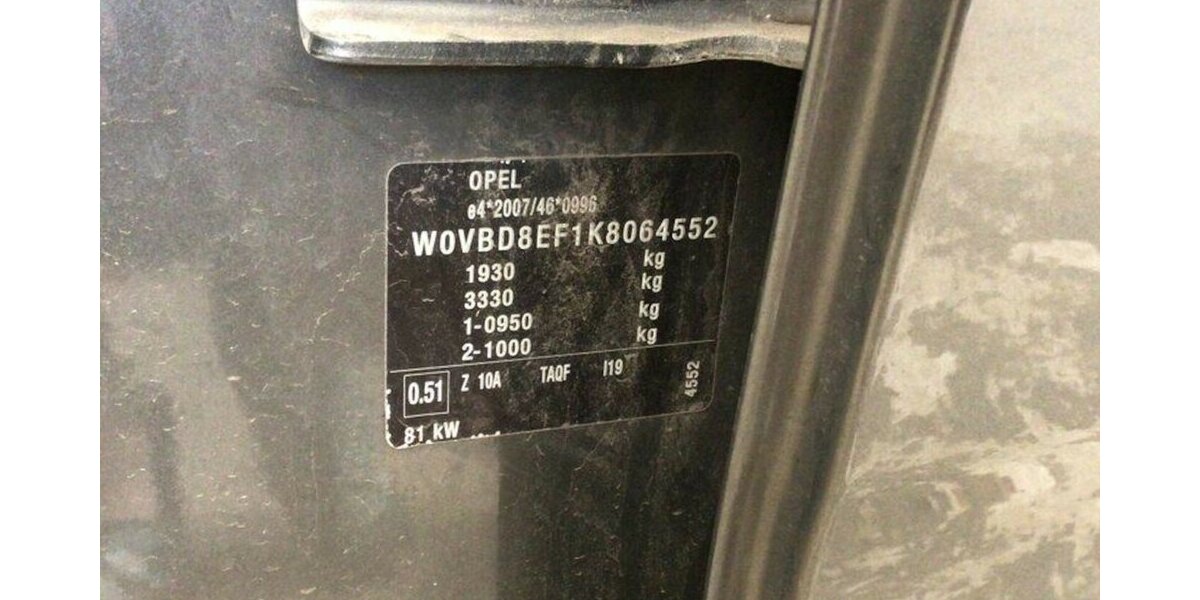 OPEL
e4*2007/46*0996
W0VBD8EF1K8064552
1930 kg
3330 kg
1-0950 kg
2-1000 kg
0.51 Z 10A TAQF I19 4552
81 kW